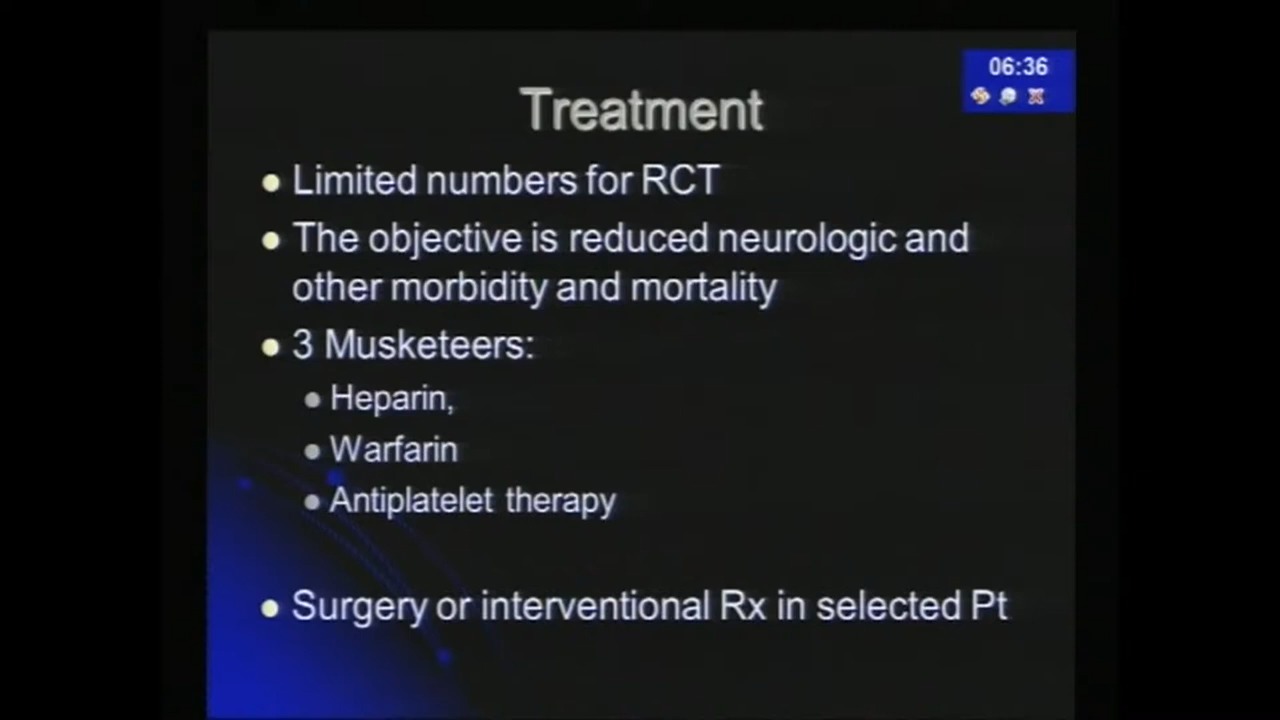 06:36
Treatment
Limited numbers for RCT
The objective is reduced neurologic and
other morbidity and mortality
3 Musketeers:
Heparin,
Warfarin
Antiplatelet therapy
Surgery or interventional Rx in selected Pt